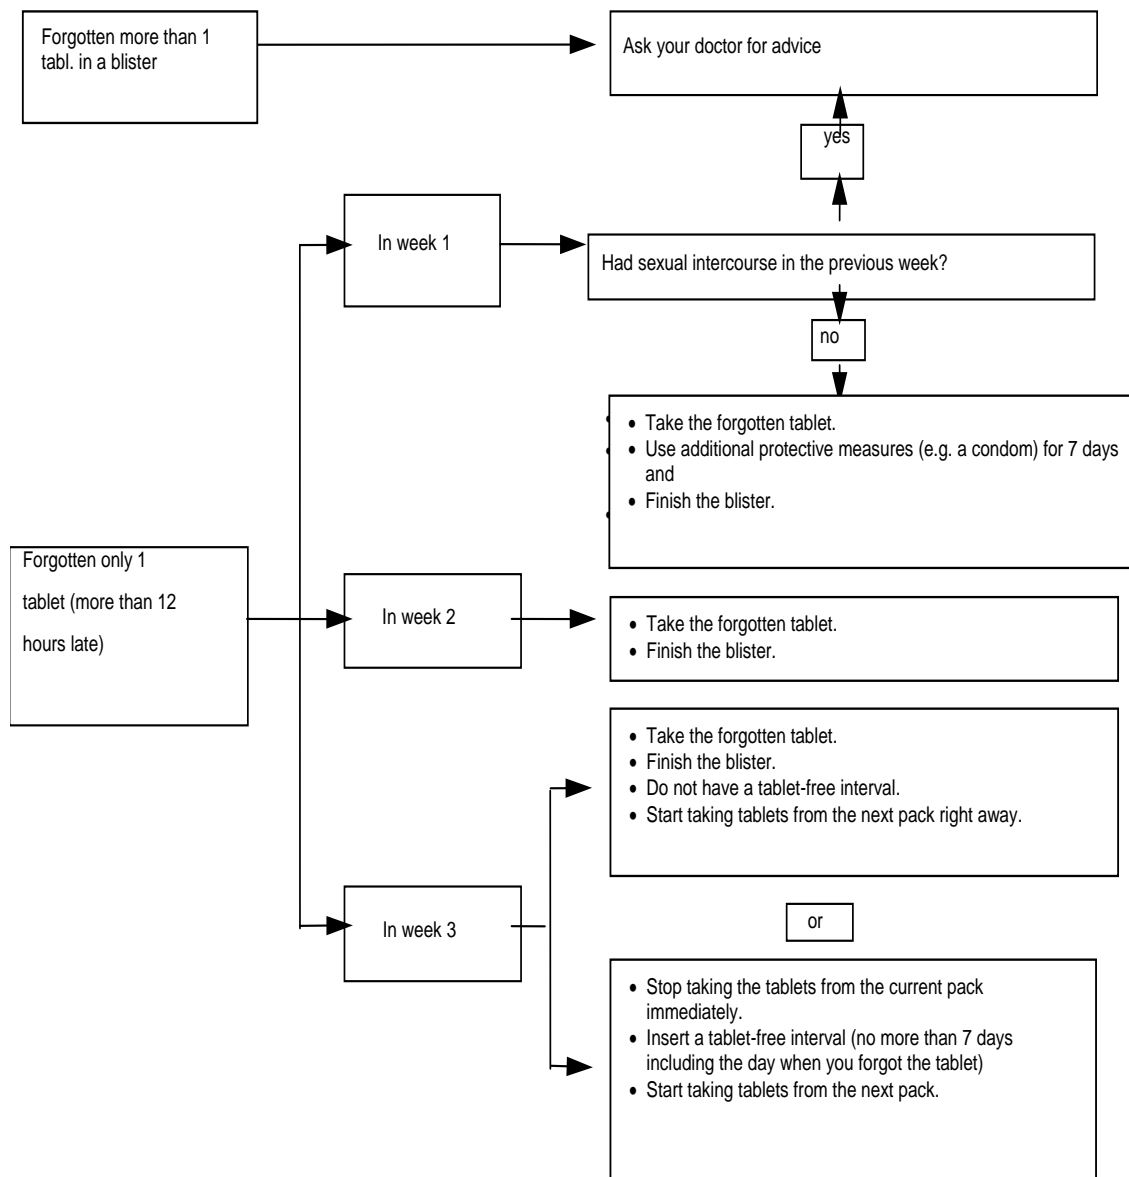 Forgotten more than 1
tabl. in a blister
Ask your doctor for advice
yes
In week 1
Had sexual intercourse in the previous week?
no
• Take the forgotten tablet.
• Use additional protective measures (e.g. a condom) for 7 days
and
• Finish the blister.
Forgotten only 1
tablet (more than 12
hours late)
In week 2
• Take the forgotten tablet.
• Finish the blister.
• Take the forgotten tablet.
• Finish the blister.
• Do not have a tablet-free interval.
• Start taking tablets from the next pack right away.
In week 3
or
• Stop taking the tablets from the current pack
immediately.
• Insert a tablet-free interval (no more than 7 days
including the day when you forgot the tablet)
• Start taking tablets from the next pack.